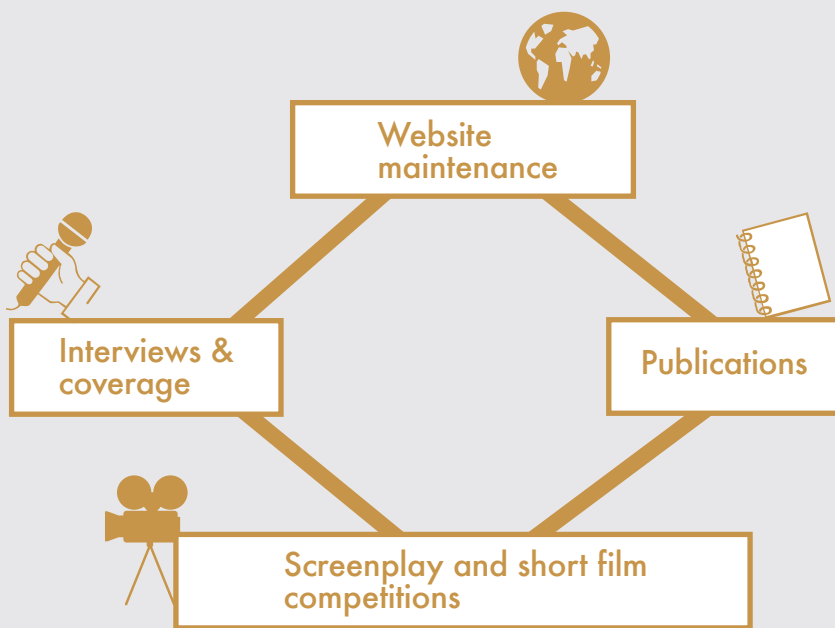 Website
maintenance
Interviews &
coverage
Publications
Screenplay and short film
competitions